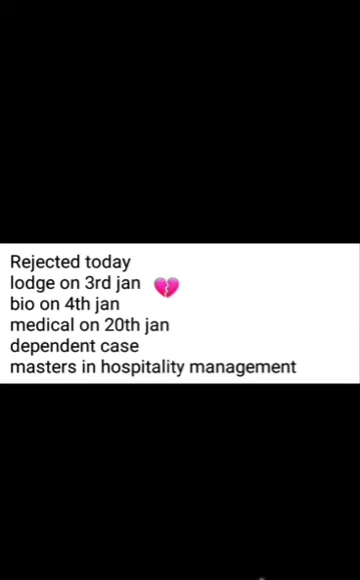 Rejected today
lodge on 3rd jan 💔
bio on 4th jan
medical on 20th jan
dependent case
masters in hospitality management